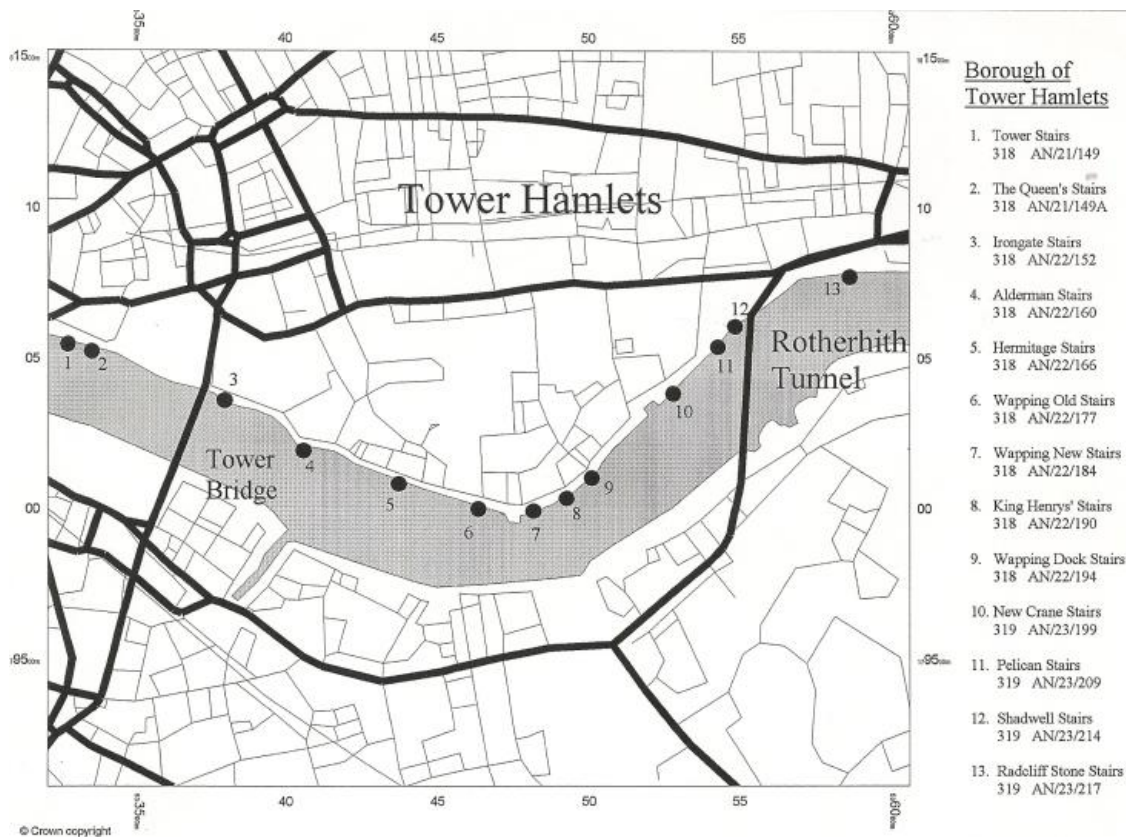 35
40
45
50
55
60
15
15
10
10
05
05
00
00
95
95
35
40
45
50
55
60
Tower Hamlets
Rotherhith
Tunnel
Tower
Bridge
1
2
3
4
5
6
7
8
9
10
11
12
13
Borough of
Tower Hamlets
1. Tower Stairs
318 AN/21/149
2. The Queen's Stairs
318 AN/21/149A
3. Irongate Stairs
318 AN/22/152
4. Alderman Stairs
318 AN/22/160
5. Hermitage Stairs
318 AN/22/166
6. Wapping Old Stairs
318 AN/22/177
7. Wapping New Stairs
318 AN/22/184
8. King Henrys' Stairs
318 AN/22/190
9. Wapping Dock Stairs
318 AN/22/194
10. New Crane Stairs
319 AN/23/199
11. Pelican Stairs
319 AN/23/209
12. Shadwell Stairs
319 AN/23/214
13. Radcliff Stone Stairs
319 AN/23/217
© Crown copyright